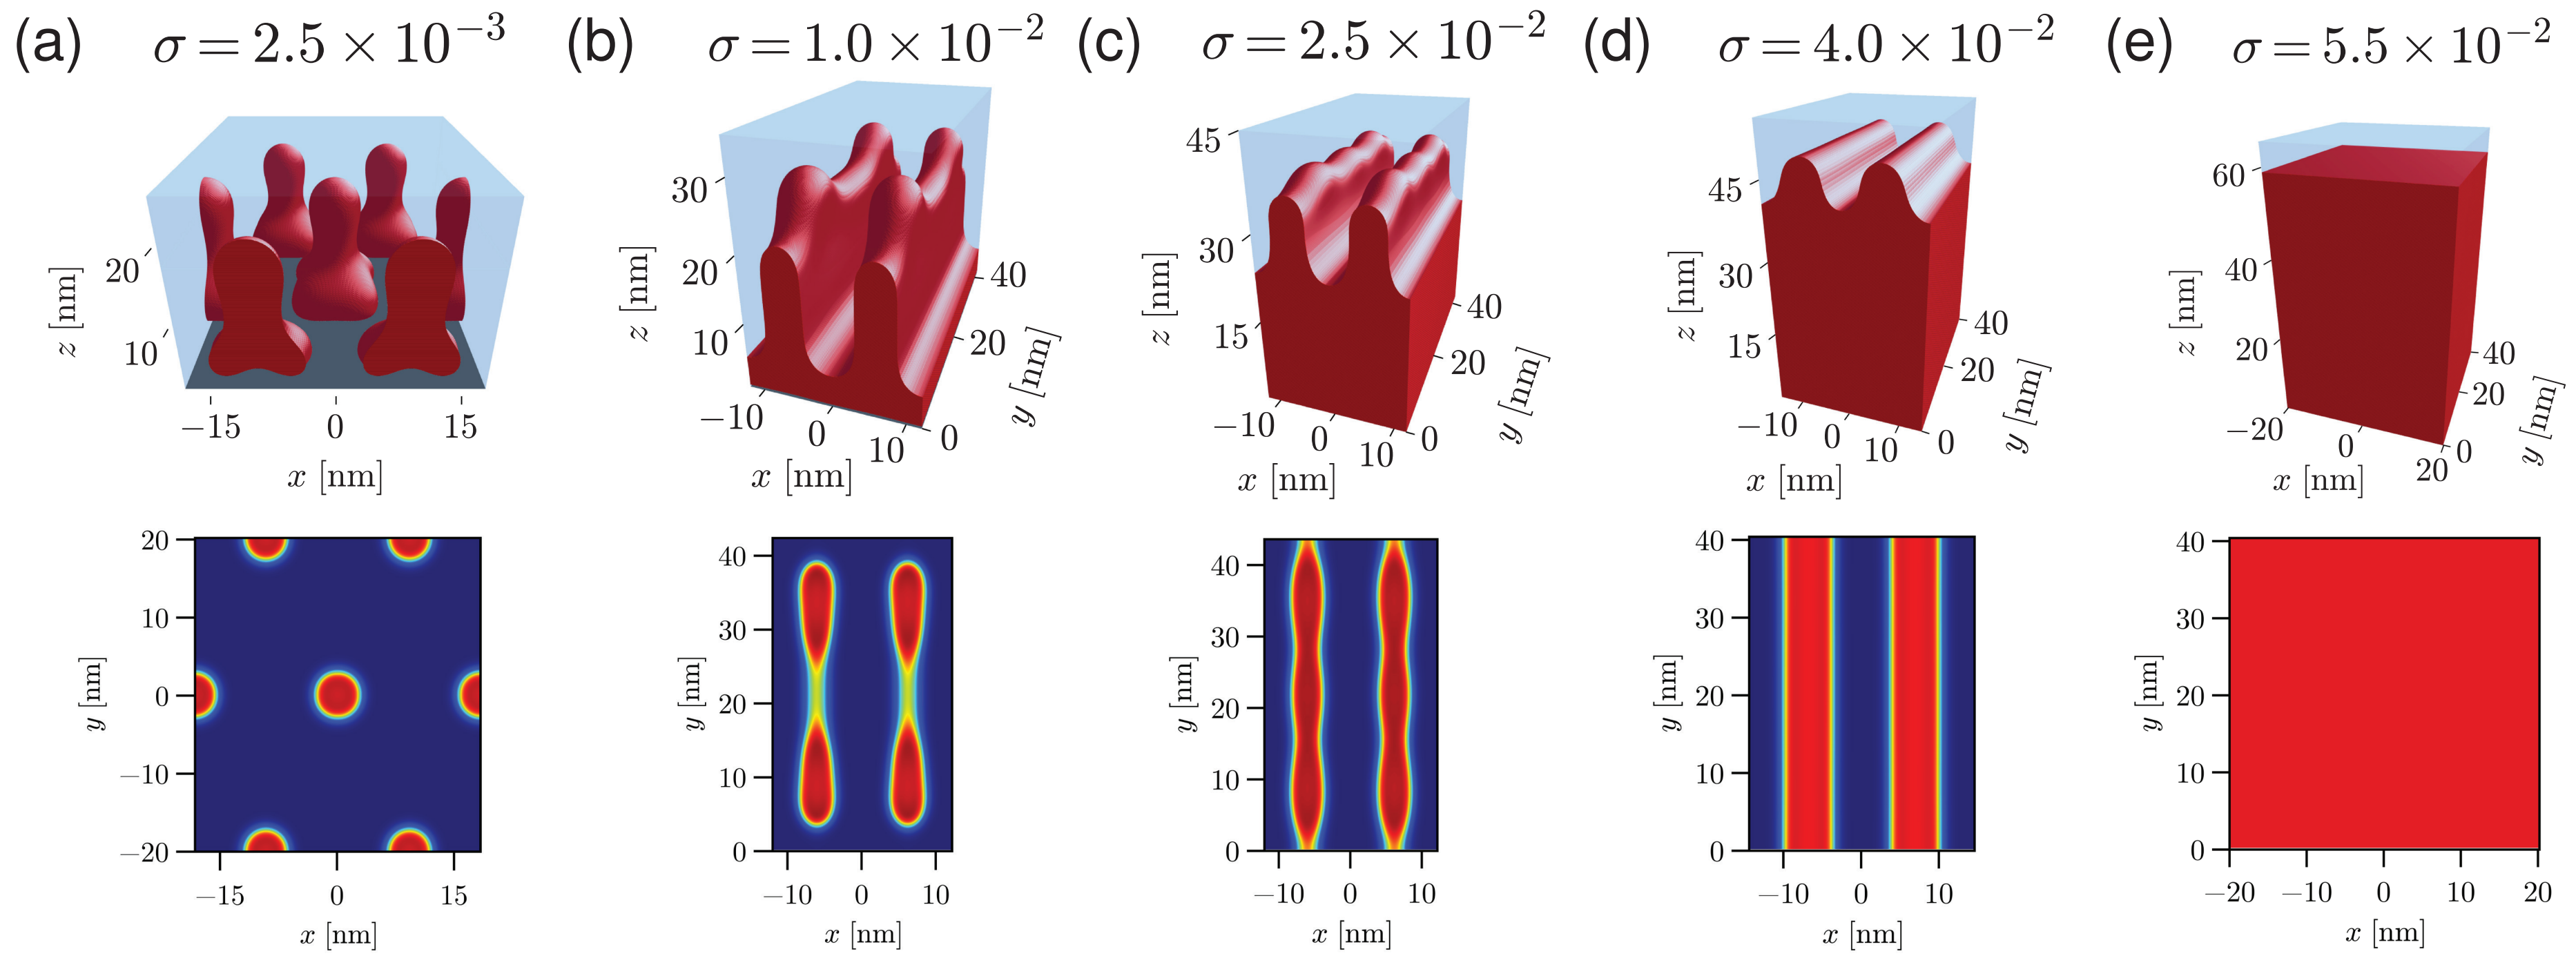 (a) σ = 2.5 × 10⁻³
(b) σ = 1.0 × 10⁻²
(c) σ = 2.5 × 10⁻²
(d) σ = 4.0 × 10⁻²
(e) σ = 5.5 × 10⁻²
z [nm]
20
10
−15 0 15
x [nm]
z [nm]
30
20
10
−10 0 10
x [nm]
0 20 40
y [nm]
z [nm]
45
30
15
−10 0 10
x [nm]
0 20 40
y [nm]
z [nm]
45
30
15
−10 0 10
x [nm]
0 20 40
y [nm]
z [nm]
60
40
20
−20 0 20
x [nm]
0 20 40
y [nm]
y [nm]
20
10
0
−10
−20
−15 0 15
x [nm]
y [nm]
40
30
20
10
0
−10 0 10
x [nm]
y [nm]
40
30
20
10
0
−10 0 10
x [nm]
y [nm]
40
30
20
10
0
−10 0 10
x [nm]
y [nm]
40
30
20
10
0
−20 −10 0 10 20
x [nm]